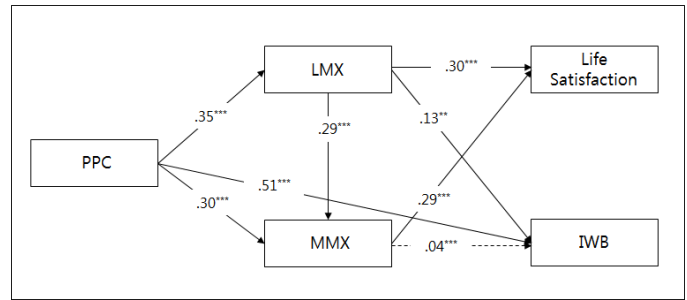 LMX
.30***
Life
Satisfaction
.35***
.29***
.13**
PPC
.51***
.30***
.29***
MMX
.04***
IWB